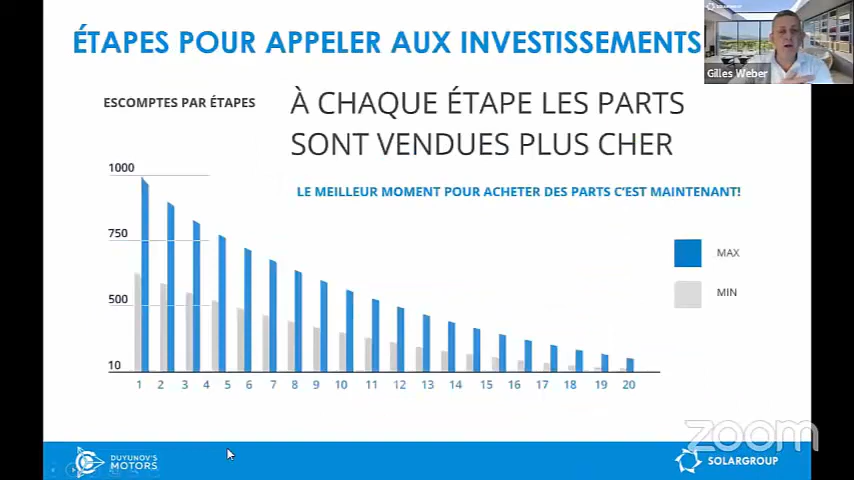 ÉTAPES POUR APPELER AUX INVESTISSEMENTS
SOLARGROUP
Gilles Weber
ESCOMPTES PAR ÉTAPES
À CHAQUE ÉTAPE LES PARTS
SONT VENDUES PLUS CHER
LE MEILLEUR MOMENT POUR ACHETER DES PARTS C'EST MAINTENANT!
1000
750
500
10
MAX
MIN
1 2 3 4 5 6 7 8 9 10 11 12 13 14 15 16 17 18 19 20
zoom
DUYUNOV'S
MOTORS
SOLARGROUP